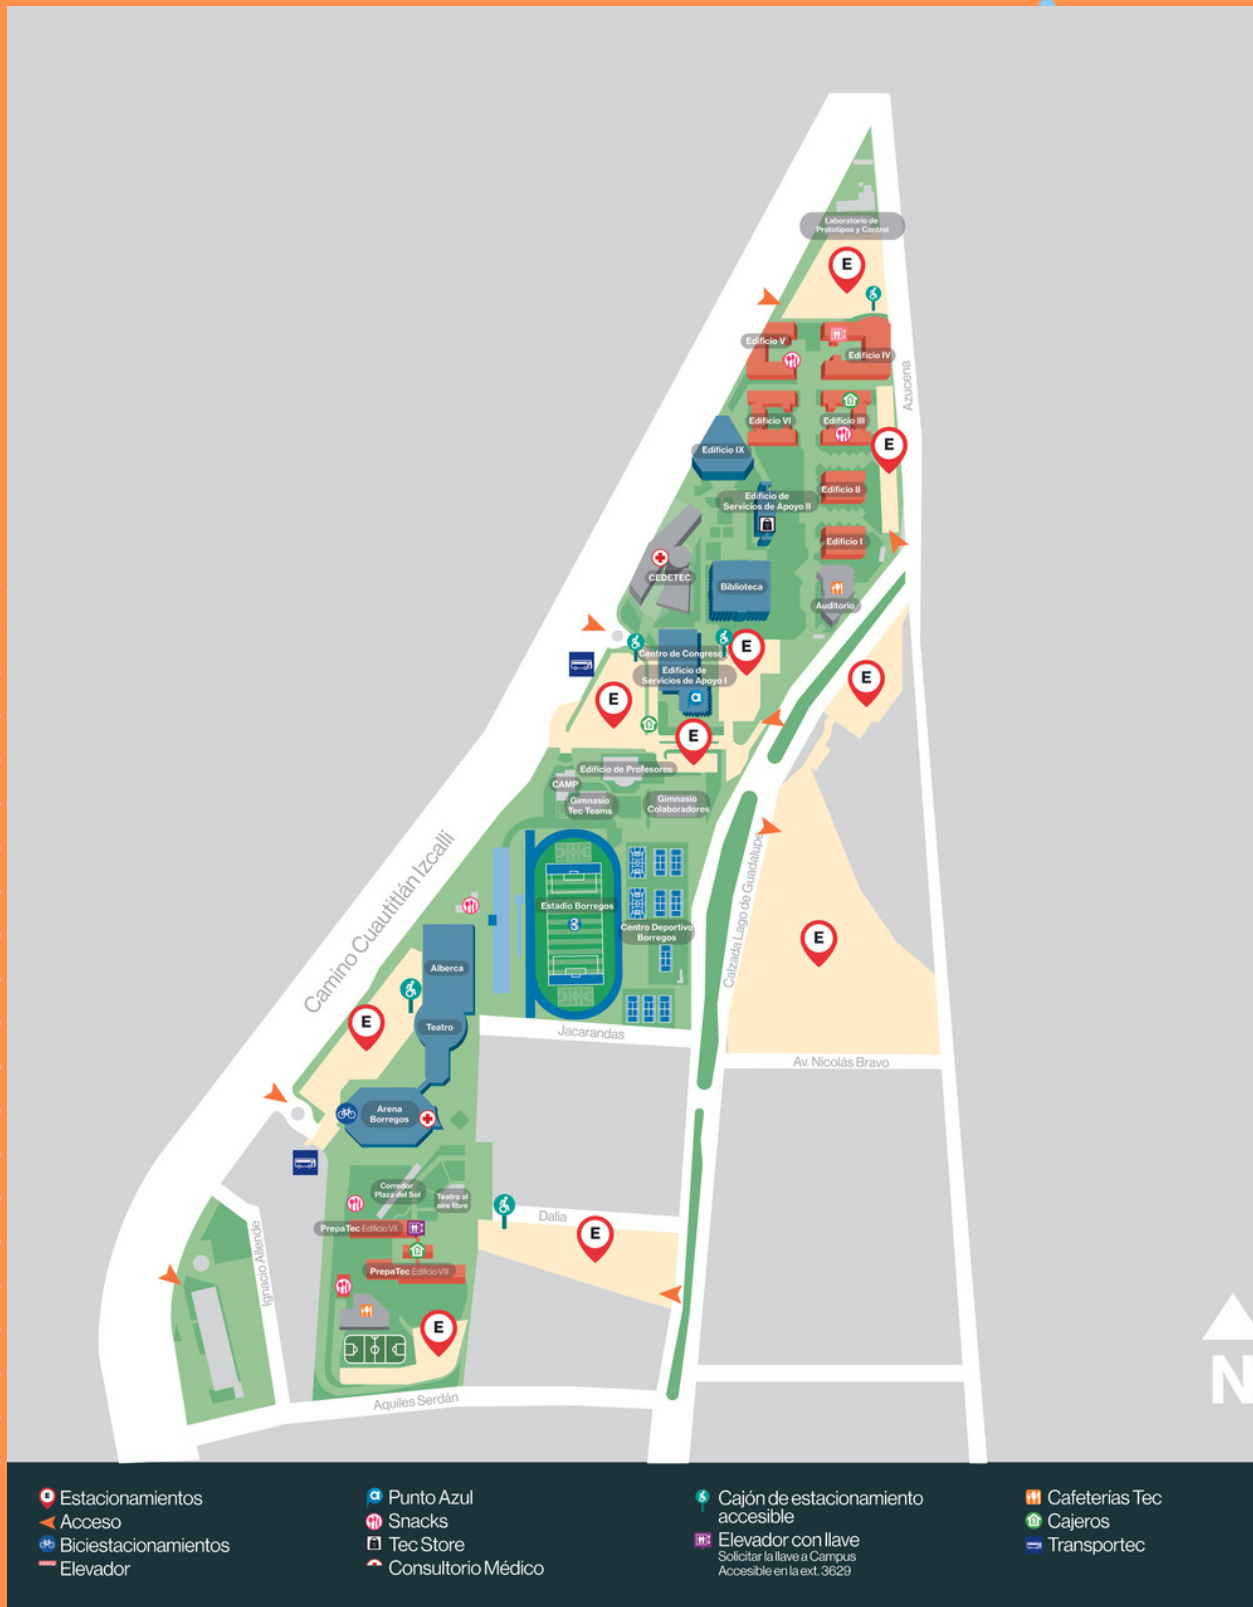 Laboratorio de
Prototipos y Control
E
Edificio V
Edificio IV
Azucena
Edificio VI
Edificio III
E
Edificio IX
Edificio II
Edificio de
Servicios de Apoyo II
Edificio I
CEDETEC
Biblioteca
Auditorio
Centro de Congreso
E
Edificio de
Servicios de Apoyo I
E
E
a
E
Edificio de Profesores
CAMP
Gimnasio
Tec Teams
Gimnasio
Colaboradores
Camino Cuautitlán Izcalli
Calzada Lago de Guadalupe
Estadio Borregos
Centro Deportivo
Borregos
E
Alberca
E
Teatro
Jacarandas
Av. Nicolás Bravo
Arena
Borregos
Corredor
Plaza del Sol
Teatro al
aire libre
Dalia
PrepaTec Edificio VII
E
Ignacio Allende
PrepaTec Edificio VIII
E
Aquiles Serdán
N
E Estacionamientos
Acceso
Biciestacionamientos
Elevador
a Punto Azul
Snacks
Tec Store
Consultorio Médico
Cajón de estacionamiento
accesible
Elevador con llave
Solicitar la llave a Campus
Accesible en la ext. 3629
Cafeterías Tec
Cajeros
Transportec